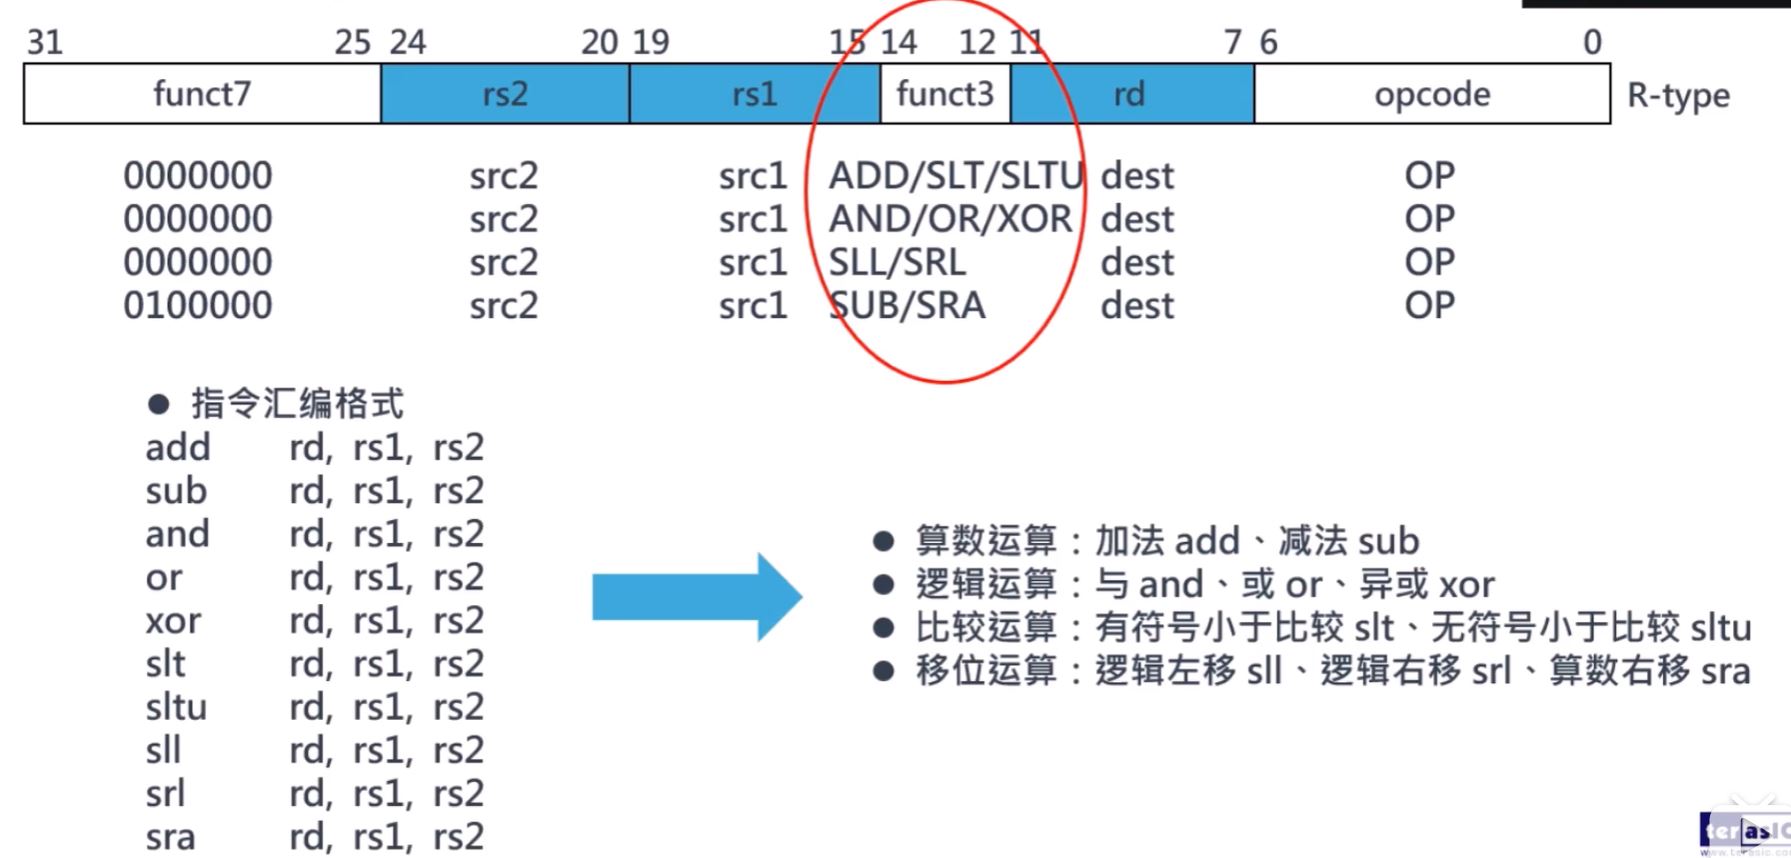 31 25 24 20 19 15 14 12 11 7 6 0
funct7 rs2 rs1 funct3 rd opcode R-type
0000000 src2 src1 ADD/SLT/SLTU dest OP
0000000 src2 src1 AND/OR/XOR dest OP
0000000 src2 src1 SLL/SRL dest OP
0100000 src2 src1 SUB/SRA dest OP
● 指令汇编格式
add rd, rs1, rs2
sub rd, rs1, rs2
and rd, rs1, rs2
or rd, rs1, rs2
xor rd, rs1, rs2
slt rd, rs1, rs2
sltu rd, rs1, rs2
sll rd, rs1, rs2
srl rd, rs1, rs2
sra rd, rs1, rs2
● 算数运算：加法 add、减法 sub
● 逻辑运算：与 and、或 or、异或 xor
● 比较运算：有符号小于比较 slt、无符号小于比较 sltu
● 移位运算：逻辑左移 sll、逻辑右移 srl、算数右移 sra